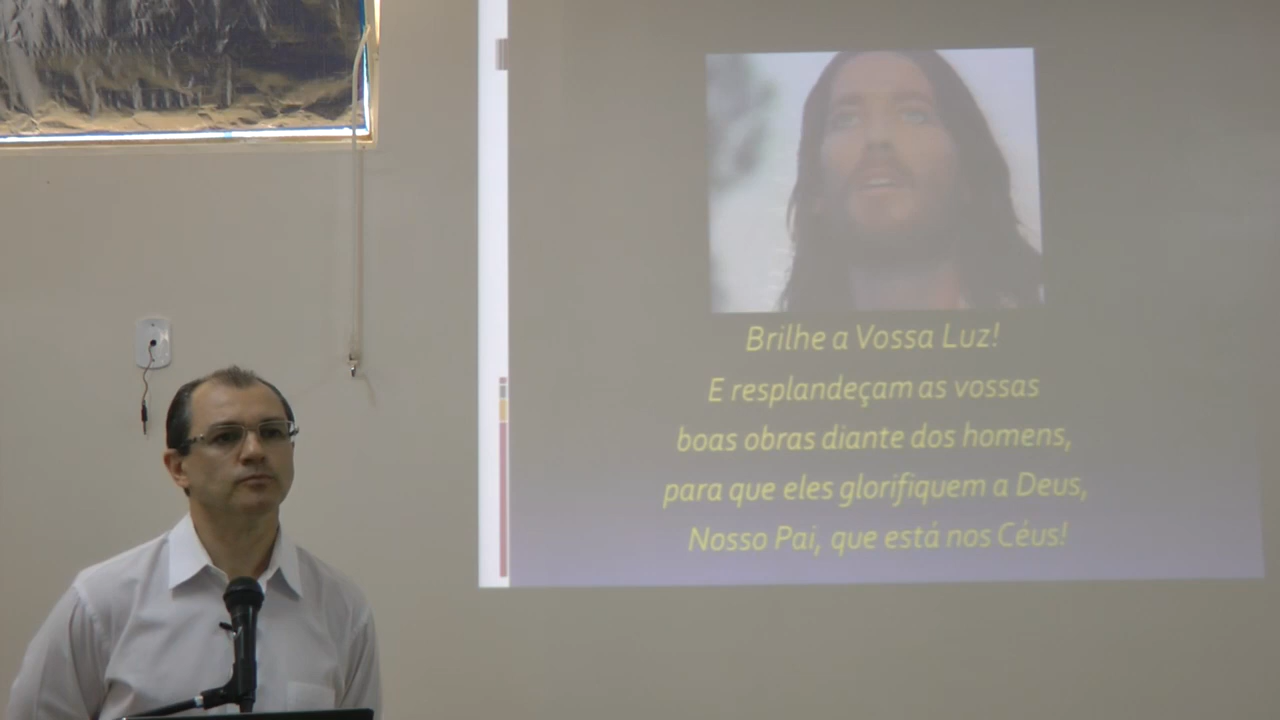 Brilhe a Vossa Luz!
E resplandeçam as vossas
boas obras diante dos homens,
para que eles glorifiquem a Deus,
Nosso Pai, que está nos Céus!